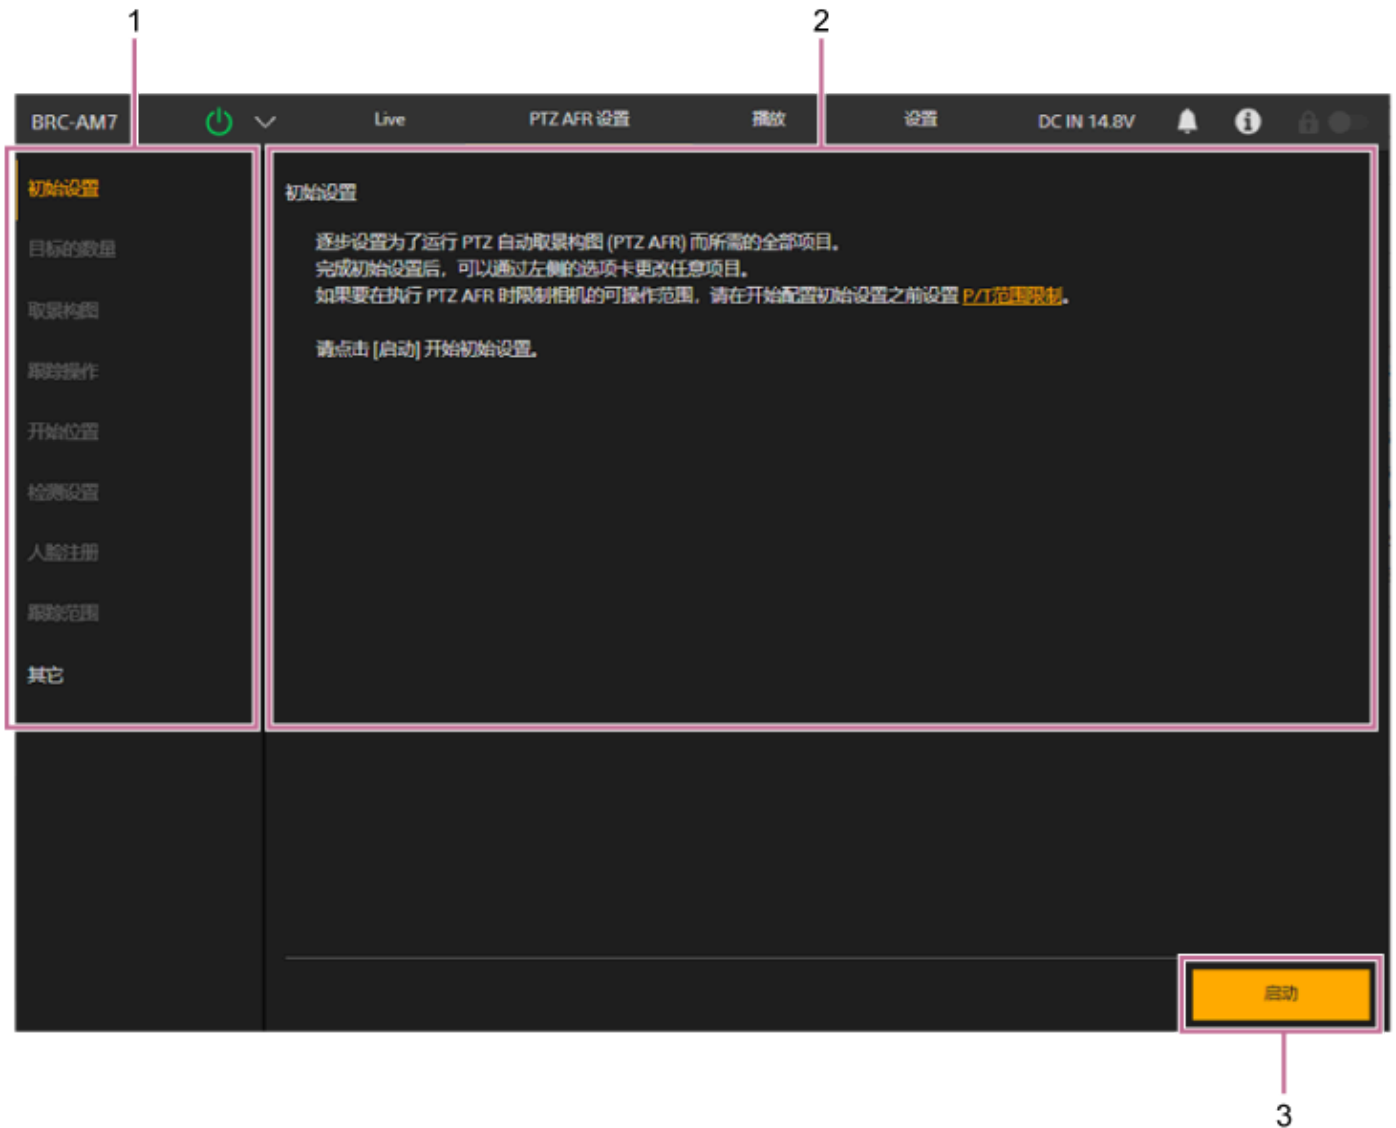 1
2
BRC-AM7
Live
PTZ AFR 设置
播放
设置
DC IN 14.8V
初始设置
目标的数量
取景构图
跟踪操作
开始位置
检测设置
人脸注册
跟踪范围
其它
初始设置
逐步设置为了运行 PTZ 自动取景构图 (PTZ AFR) 而所需的全部项目。
完成初始设置后，可以通过左侧的选项卡更改任意项目。
如果要在执行 PTZ AFR 时限制相机的可操作范围，请在开始配置初始设置之前设置 P/T范围限制。
请点击 [启动] 开始初始设置。
启动
3